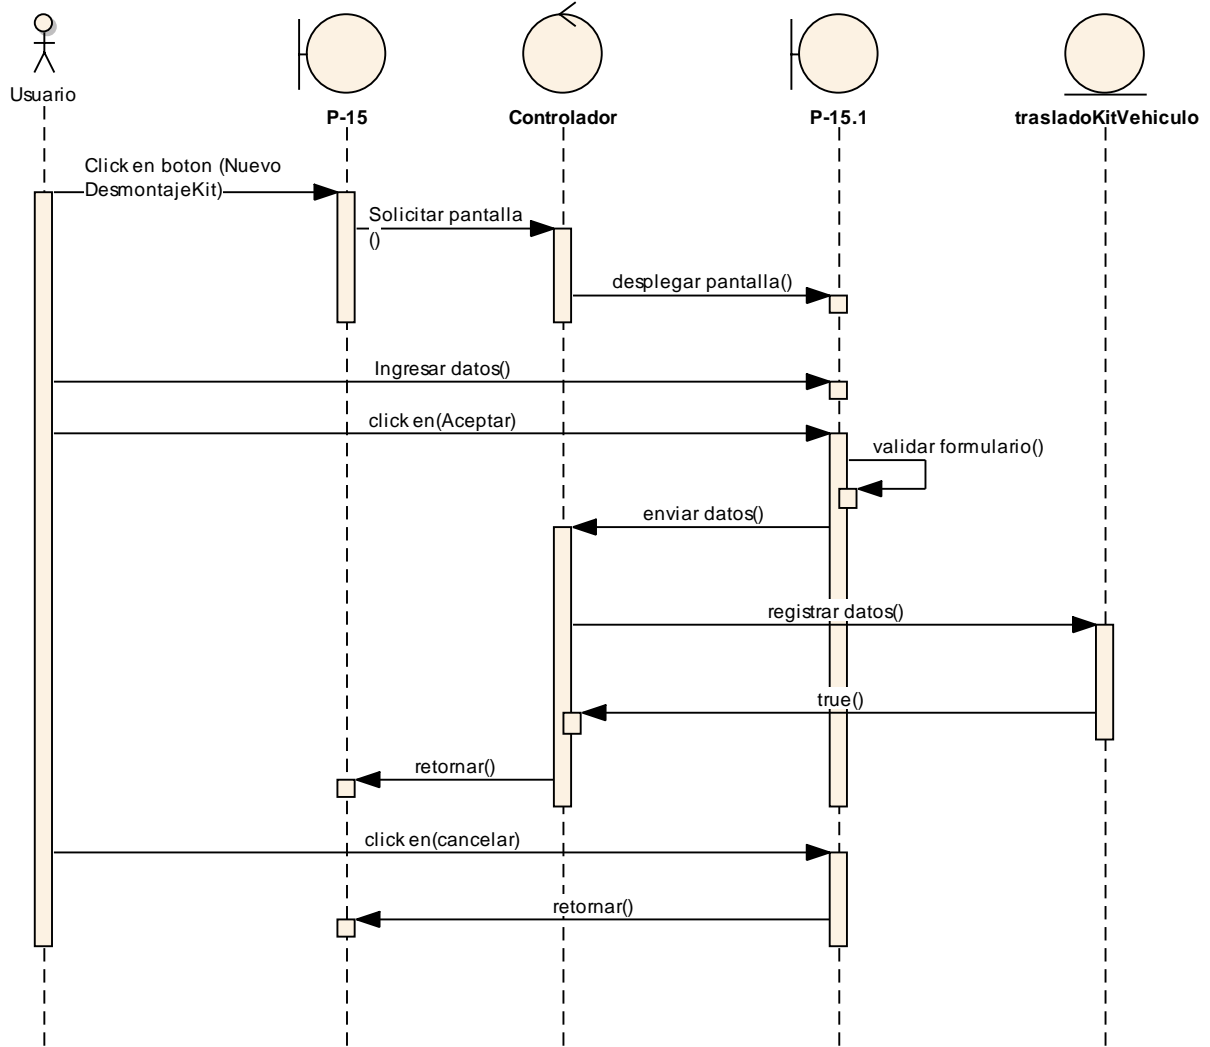 Usuario
P-15
Controlador
P-15.1
trasladoKitVehiculo
Click en boton (Nuevo
DesmontajeKit)
Solicitar pantalla
()
desplegar pantalla()
Ingresar datos()
click en(Aceptar)
validar formulario()
enviar datos()
registrar datos()
true()
retornar()
click en(cancelar)
retornar()